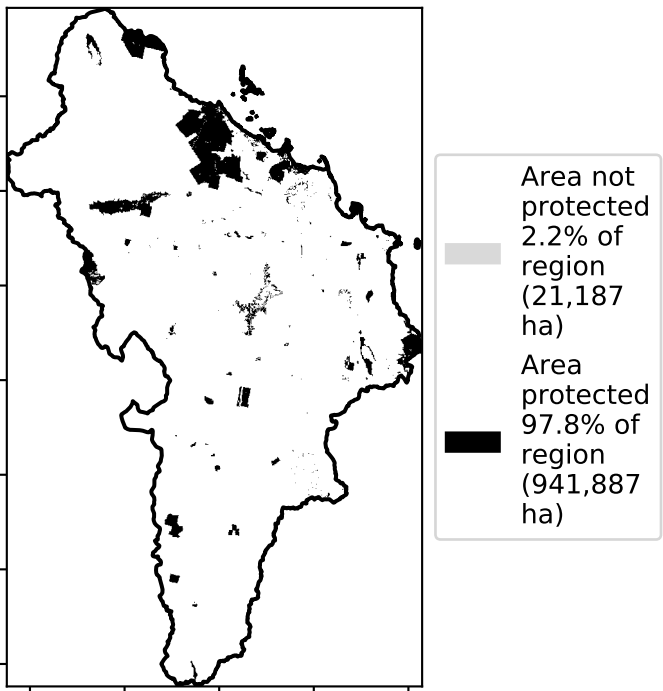 Area not
protected
2.2% of
region
(21,187
ha)
Area
protected
97.8% of
region
(941,887
ha)